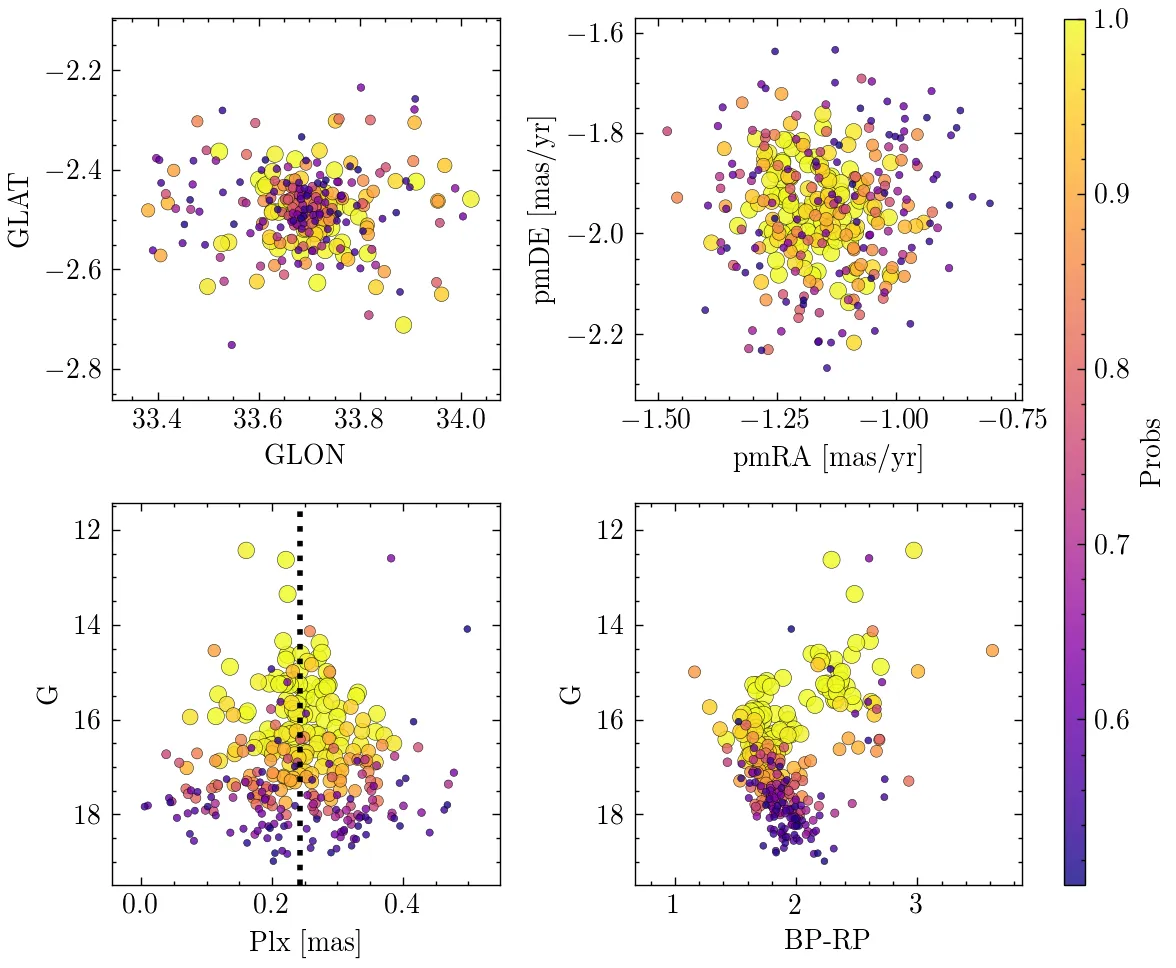 −2.2
−2.4
−2.6
−2.8
GLAT
33.4 33.6 33.8 34.0
GLON
−1.6
−1.8
−2.0
−2.2
pmDE [mas/yr]
−1.50 −1.25 −1.00 −0.75
pmRA [mas/yr]
12
14
16
18
G
0.0 0.2 0.4
Plx [mas]
12
14
16
18
G
1 2 3
BP-RP
1.0
0.9
0.8
0.7
0.6
Probs